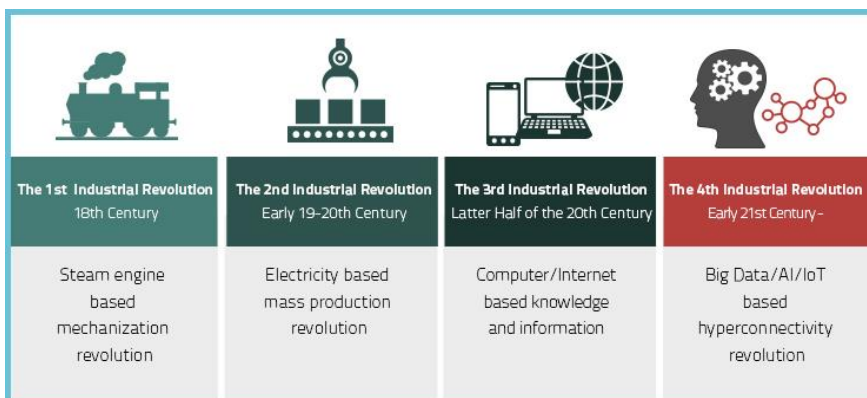 The 1st Industrial Revolution
18th Century
Steam engine
based
mechanization
revolution
The 2nd Industrial Revolution
Early 19-20th Century
Electricity based
mass production
revolution
The 3rd Industrial Revolution
Latter Half of the 20th Century
Computer/Internet
based knowledge
and information
The 4th Industrial Revolution
Early 21st Century-
Big Data/AI/IoT
based
hyperconnectivity
revolution